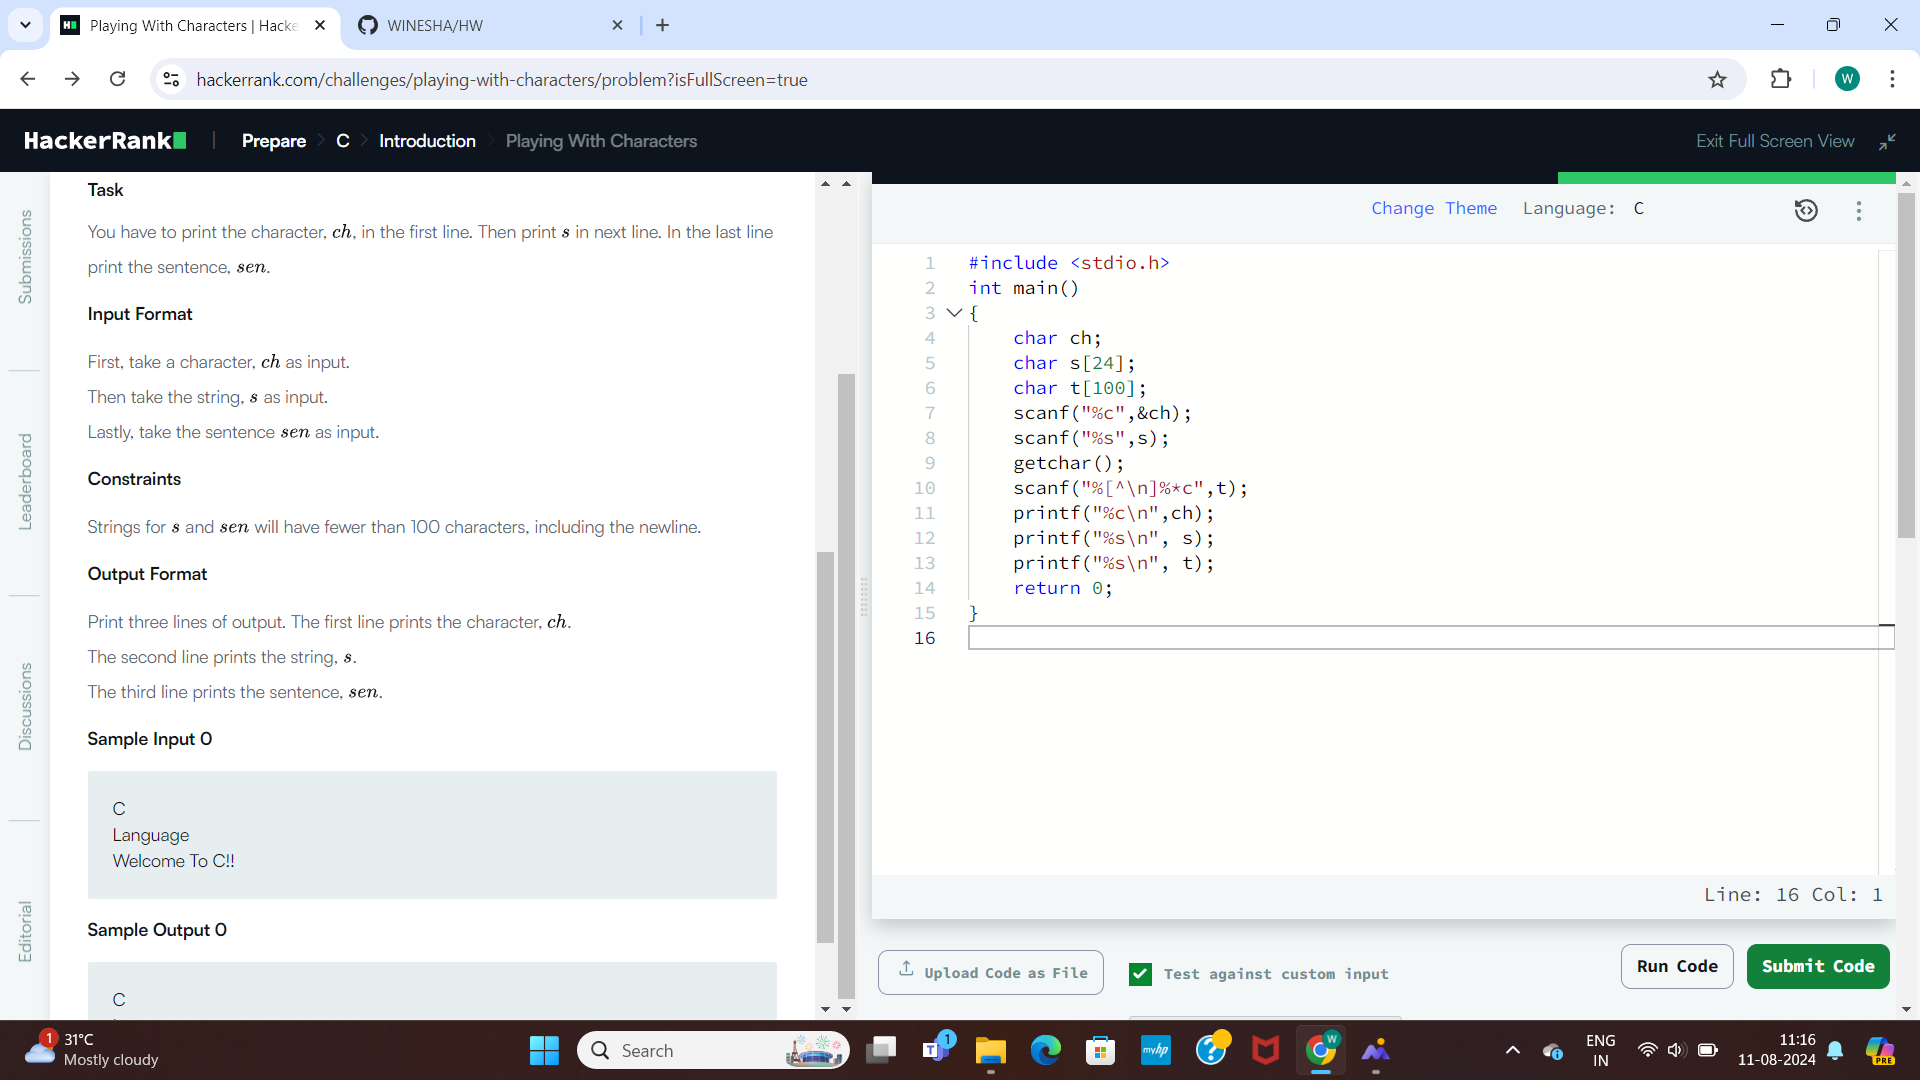 Playing With Characters | Hacke
WINESHA/HW
hackerrank.com/challenges/playing-with-characters/problem?isFullScreen=true
W
HackerRank
Prepare
C
Introduction
Playing With Characters
Exit Full Screen View
Submissions
Leaderboard
Discussions
Editorial
Task
You have to print the character, ch, in the first line. Then print s in next line. In the last line
print the sentence, sen.
Input Format
First, take a character, ch as input.
Then take the string, s as input.
Lastly, take the sentence sen as input.
Constraints
Strings for s and sen will have fewer than 100 characters, including the newline.
Output Format
Print three lines of output. The first line prints the character, ch.
The second line prints the string, s.
The third line prints the sentence, sen.
Sample Input 0
C
Language
Welcome To C!!
Sample Output 0
C
Change Theme Language: C
1 #include <stdio.h>
2 int main()
3 {
4 char ch;
5 char s[24];
6 char t[100];
7 scanf("%c",&ch);
8 scanf("%s",s);
9 getchar();
10 scanf("%[^\n]%*c",t);
11 printf("%c\n",ch);
12 printf("%s\n", s);
13 printf("%s\n", t);
14 return 0;
15 }
16
Line: 16 Col: 1
Upload Code as File
Test against custom input
Run Code
Submit Code
1
31°C
Mostly cloudy
Search
1
myhp
W
ENG
IN
11:16
11-08-2024
PRE